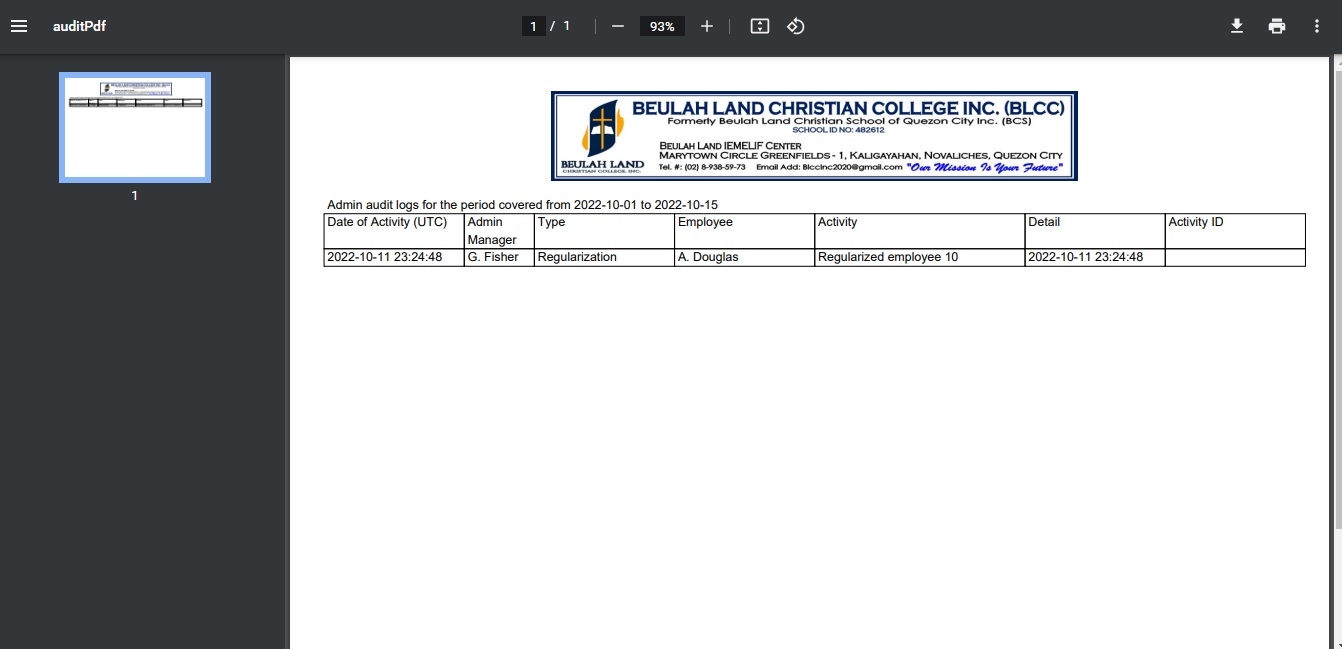 auditPdf
1 / 1
93%
1
BEULAH LAND CHRISTIAN COLLEGE INC. (BLCC)
Formerly Beulah Land Christian School of Quezon City Inc. (BCS)
SCHOOL ID NO: 482612
BEULAH LAND IEMELIF CENTER
MARYTOWN CIRCLE GREENFIELDS - 1, KALIGAYAHAN, NOVALICHES, QUEZON CITY
Tel. #: (02) 8-938-59-73 Email Add: Blccinc2020@gmail.com "Our Mission Is Your Future"
BEULAH LAND
CHRISTIAN COLLEGE, INC.
Admin audit logs for the period covered from 2022-10-01 to 2022-10-15
Date of Activity (UTC) Admin Manager Type Employee Activity Detail Activity ID
2022-10-11 23:24:48 G. Fisher Regularization A. Douglas Regularized employee 10 2022-10-11 23:24:48